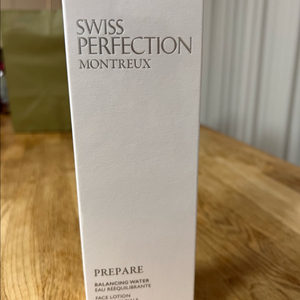 SWISS
PERFECTION
MONTREUX
PREPARE
BALANCING WATER
EAU RÉÉQUILIBRANTE
FACE LOTION